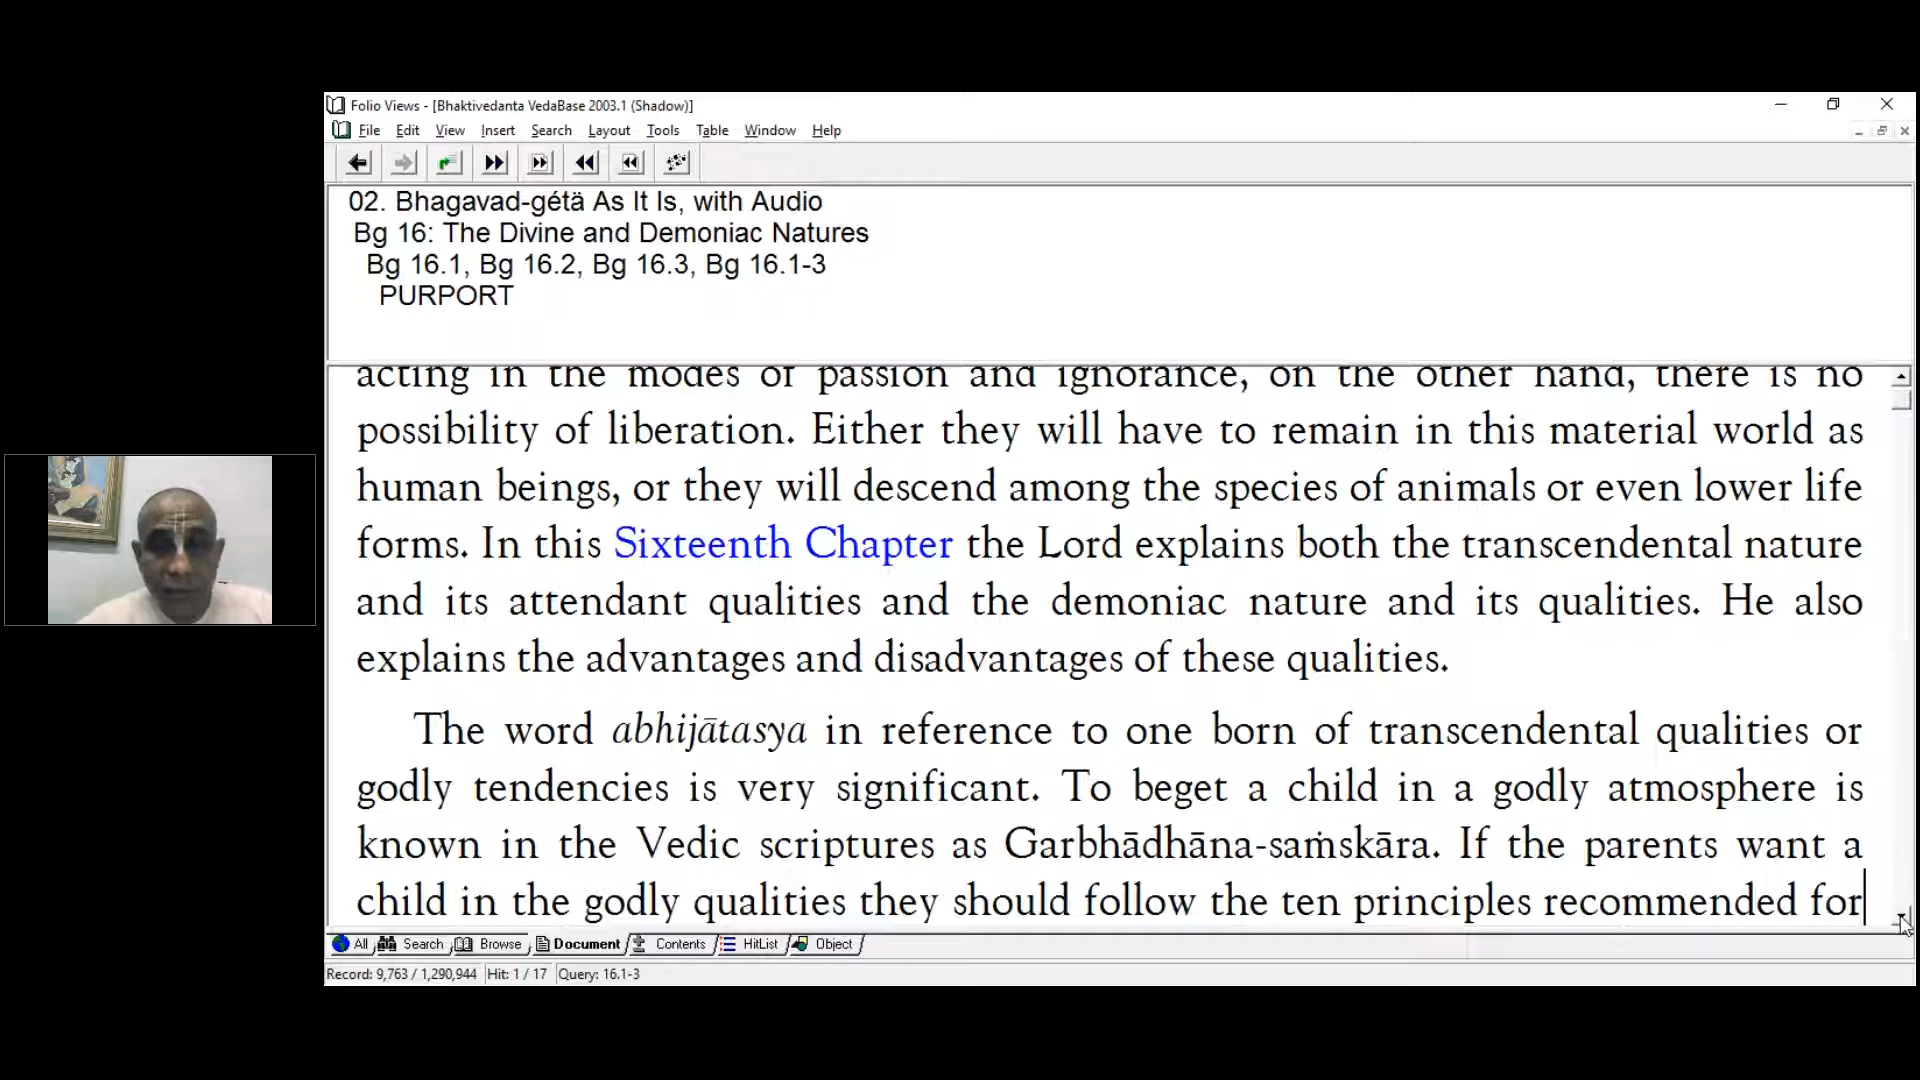 Folio Views - [Bhaktivedanta VedaBase 2003.1 (Shadow)]
File Edit View Insert Search Layout Tools Table Window Help
02. Bhagavad-gétä As It Is, with Audio
Bg 16: The Divine and Demoniac Natures
Bg 16.1, Bg 16.2, Bg 16.3, Bg 16.1-3
PURPORT
acting in the modes of passion and ignorance, on the other hand, there is no
possibility of liberation. Either they will have to remain in this material world as
human beings, or they will descend among the species of animals or even lower life
forms. In this Sixteenth Chapter the Lord explains both the transcendental nature
and its attendant qualities and the demoniac nature and its qualities. He also
explains the advantages and disadvantages of these qualities.
The word abhijātasya in reference to one born of transcendental qualities or
godly tendencies is very significant. To beget a child in a godly atmosphere is
known in the Vedic scriptures as Garbhādhāna-saṁskāra. If the parents want a
child in the godly qualities they should follow the ten principles recommended for
All Search Browse Document Contents HitList Object
Record: 9,763 / 1,290,944 Hit: 1 / 17 Query: 16.1-3